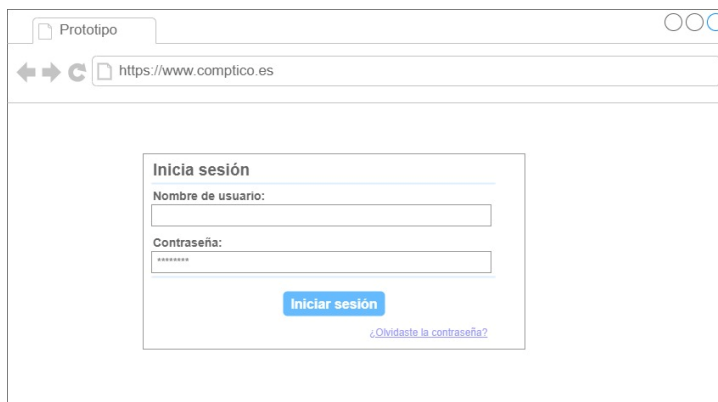 Prototipo
https://www.comptico.es
Inicia sesión
Nombre de usuario:
Contraseña:
********
Iniciar sesión
¿Olvidaste la contraseña?